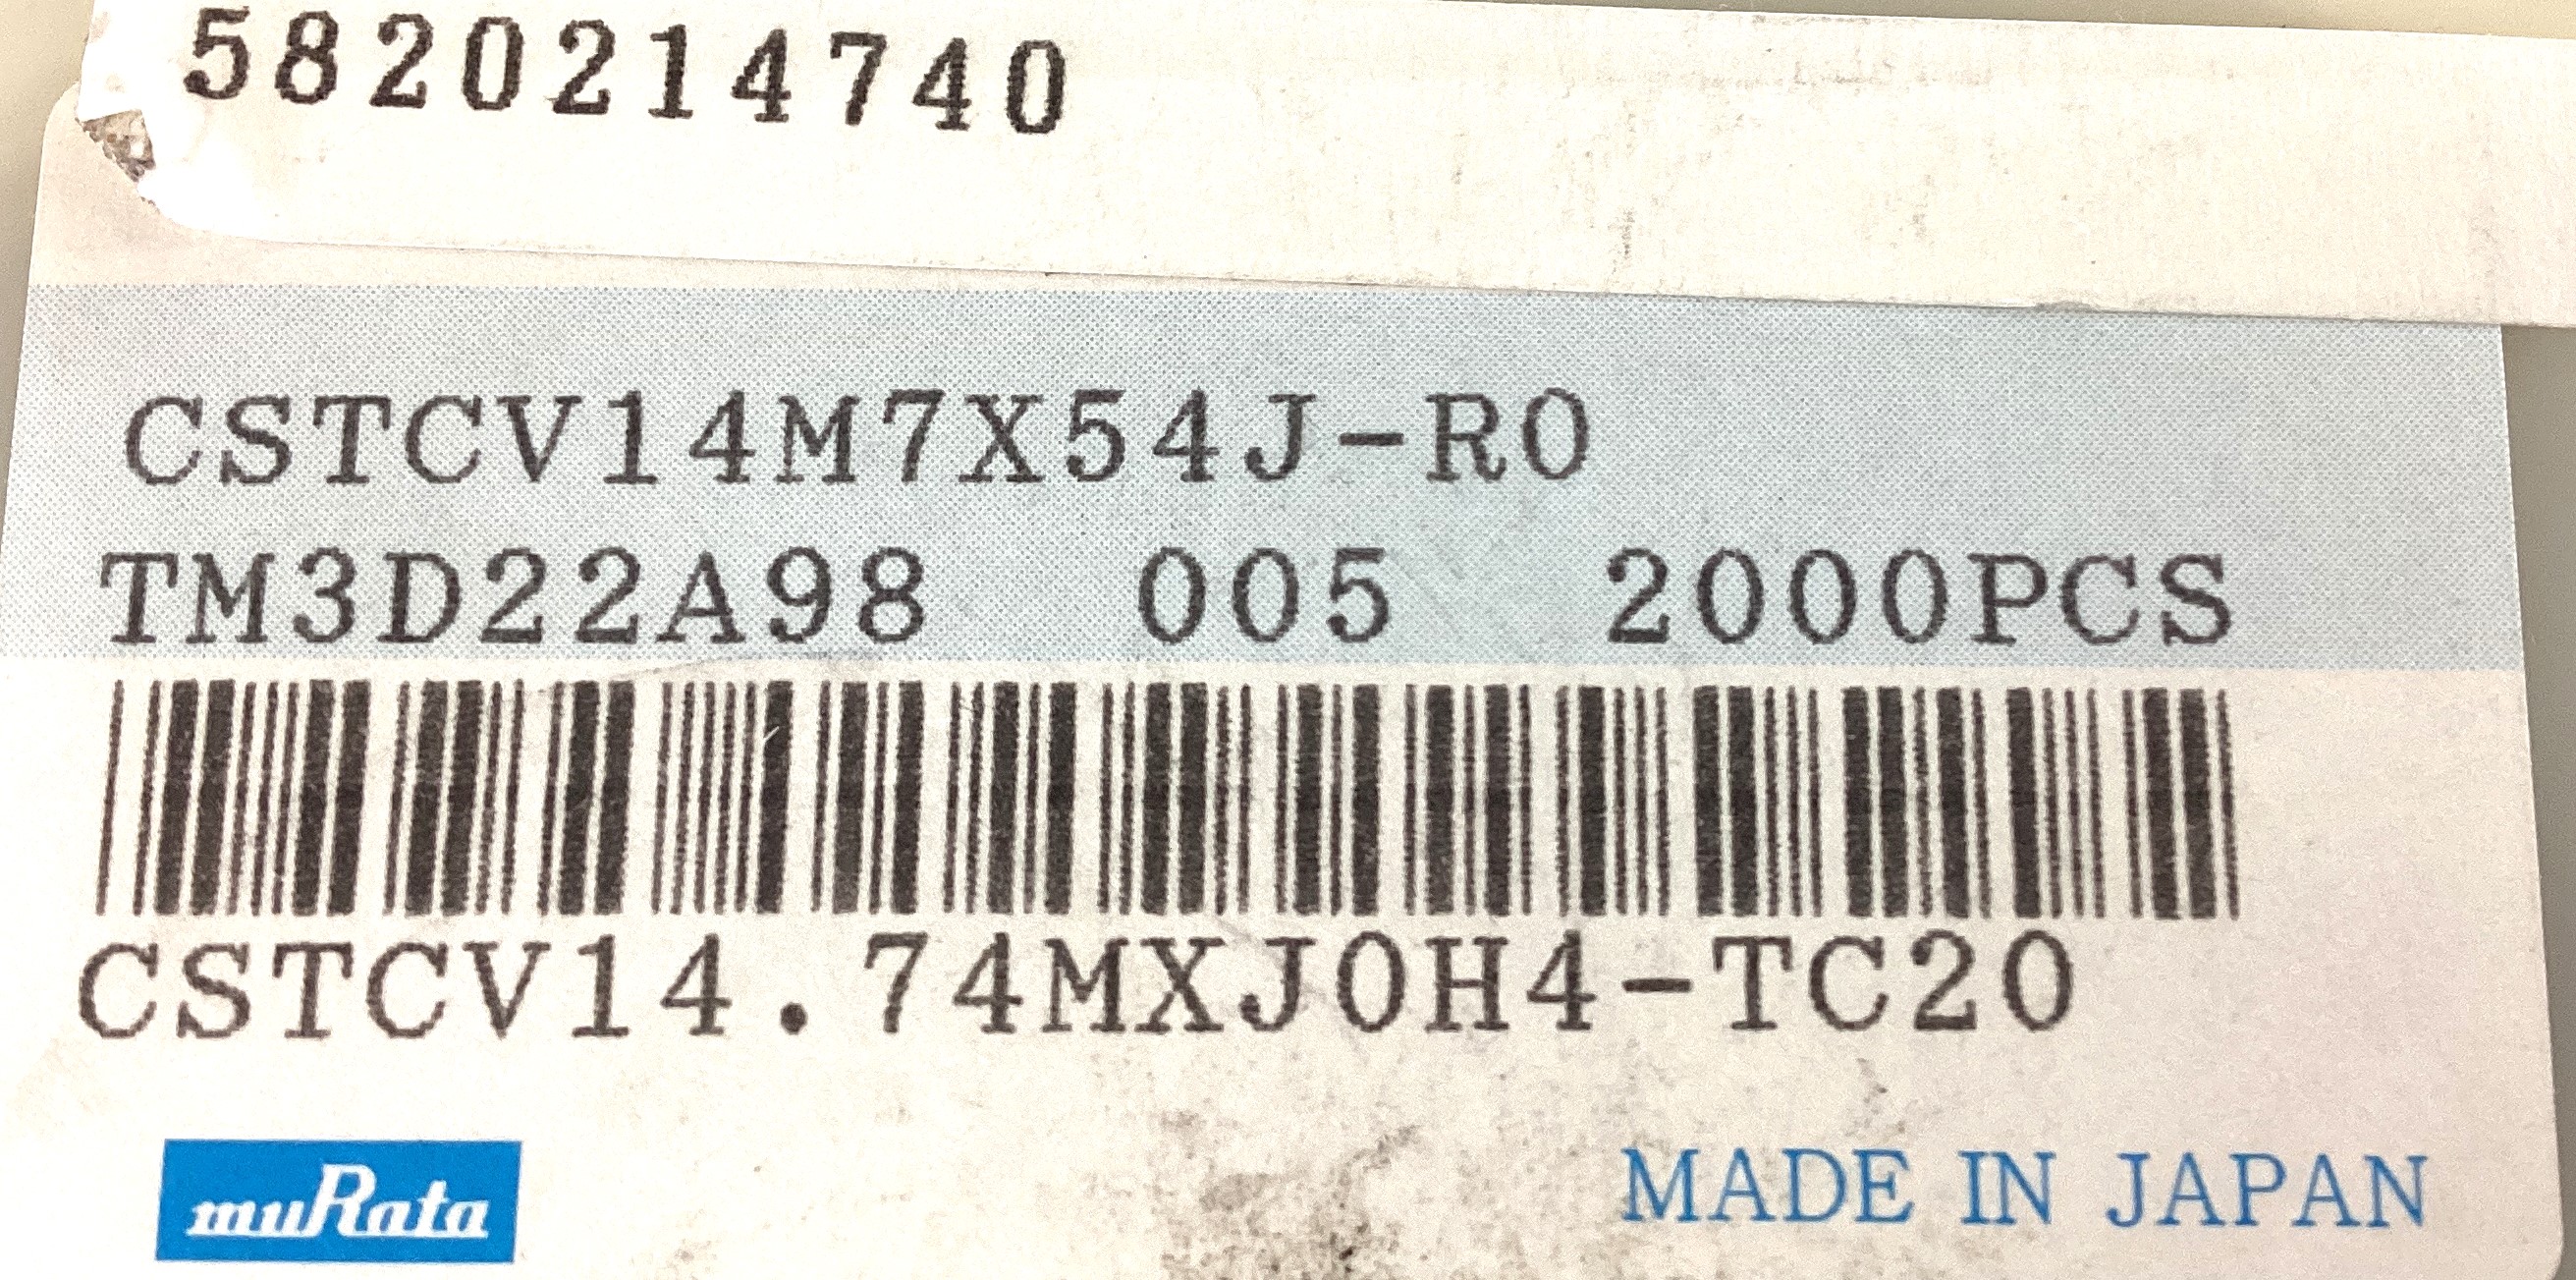 5820214740
CSTCV14M7X54J-R0
TM3D22A98 005 2000PCS
CSTCV14.74MXJ0H4-TC20
muRata
MADE IN JAPAN